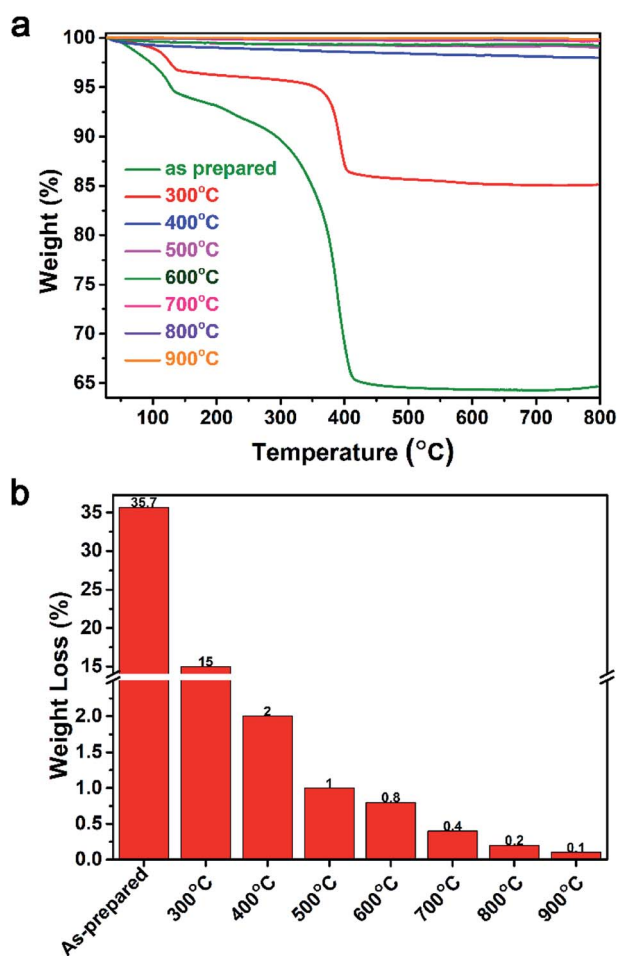 a
100
95
90
85
80
75
70
65
Weight (%)
as prepared
300°C
400°C
500°C
600°C
700°C
800°C
900°C
100 200 300 400 500 600 700 800
Temperature (°C)
b
35
30
25
20
15
2.0
1.5
1.0
0.5
0.0
Weight Loss (%)
35.7
15
2
1
0.8
0.4
0.2
0.1
As-prepared 300°C 400°C 500°C 600°C 700°C 800°C 900°C